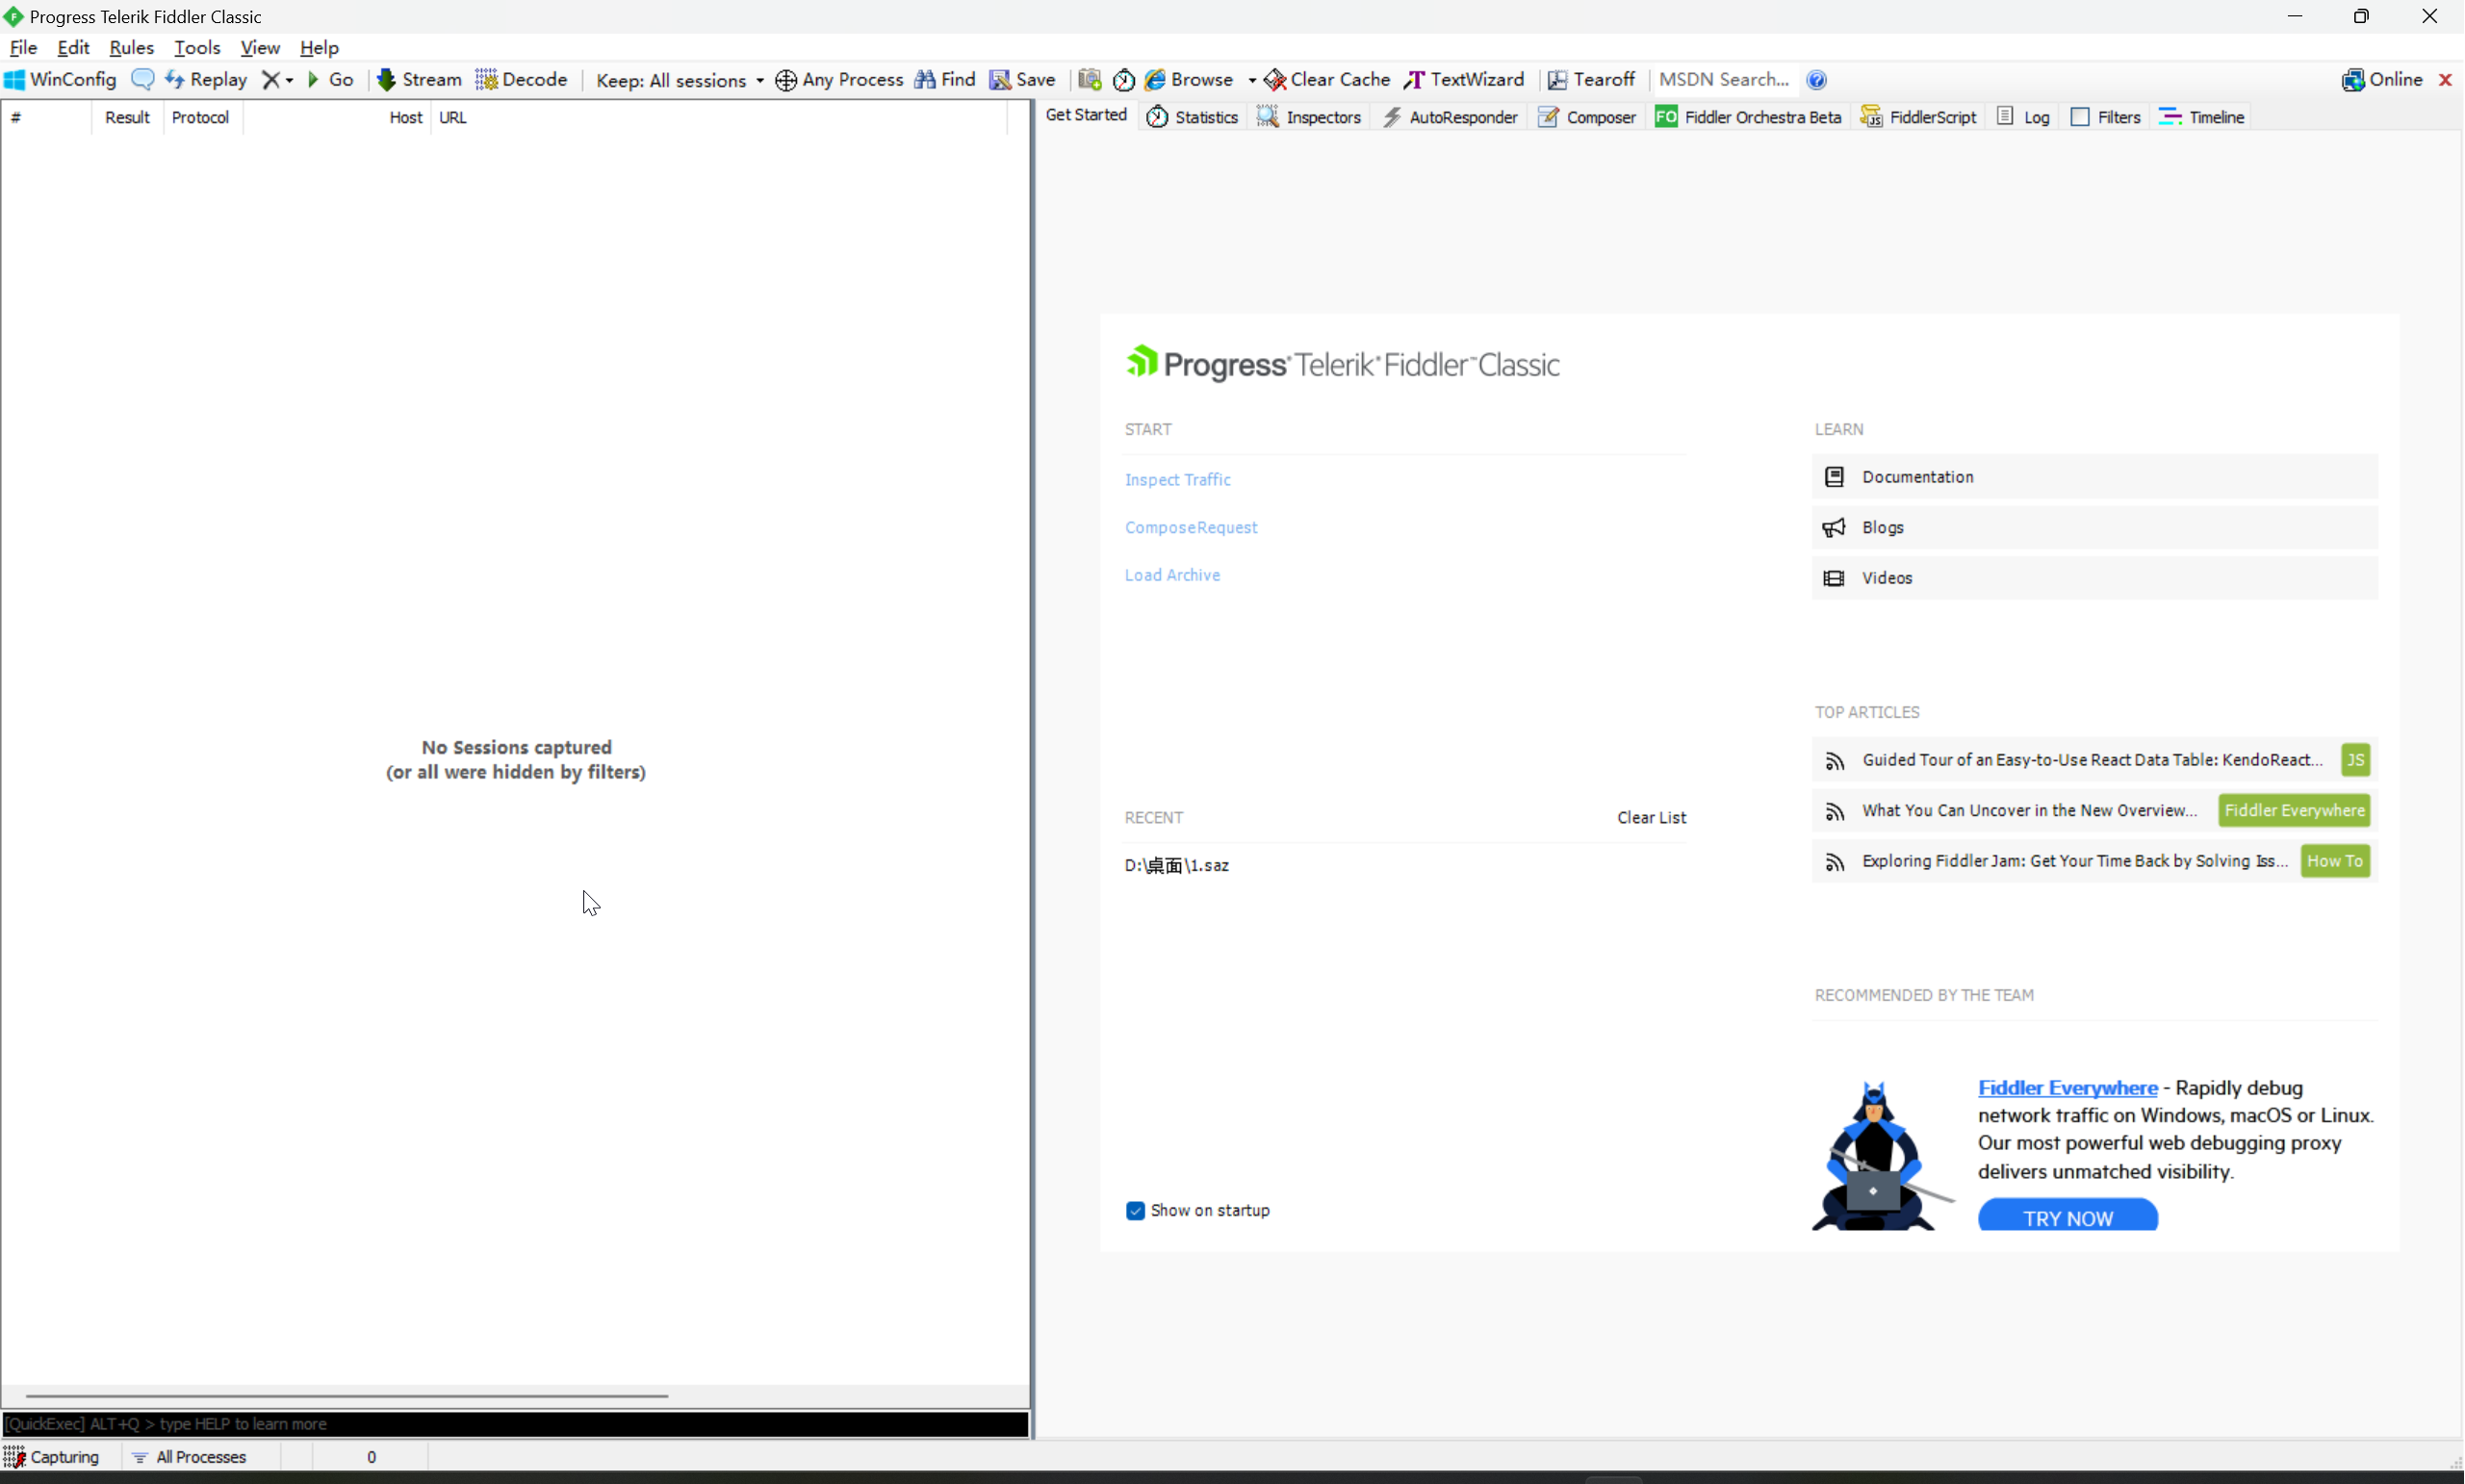 Progress Telerik Fiddler Classic
File Edit Rules Tools View Help
WinConfig Replay Go Stream Decode Keep: All sessions Any Process Find Save Browse Clear Cache TextWizard Tearoff MSDN Search... Online
# Result Protocol Host URL
Get Started Statistics Inspectors AutoResponder Composer FO Fiddler Orchestra Beta FiddlerScript Log Filters Timeline
No Sessions captured
(or all were hidden by filters)
[QuickExec] ALT+Q > type HELP to learn more
Capturing All Processes 0
Progress Telerik Fiddler Classic
START
Inspect Traffic
ComposeRequest
Load Archive
RECENT Clear List
D:\桌面\1.saz
Show on startup
LEARN
Documentation
Blogs
Videos
TOP ARTICLES
Guided Tour of an Easy-to-Use React Data Table: KendoReact... JS
What You Can Uncover in the New Overview... Fiddler Everywhere
Exploring Fiddler Jam: Get Your Time Back by Solving Iss... How To
RECOMMENDED BY THE TEAM
Fiddler Everywhere - Rapidly debug
network traffic on Windows, macOS or Linux.
Our most powerful web debugging proxy
delivers unmatched visibility.
TRY NOW